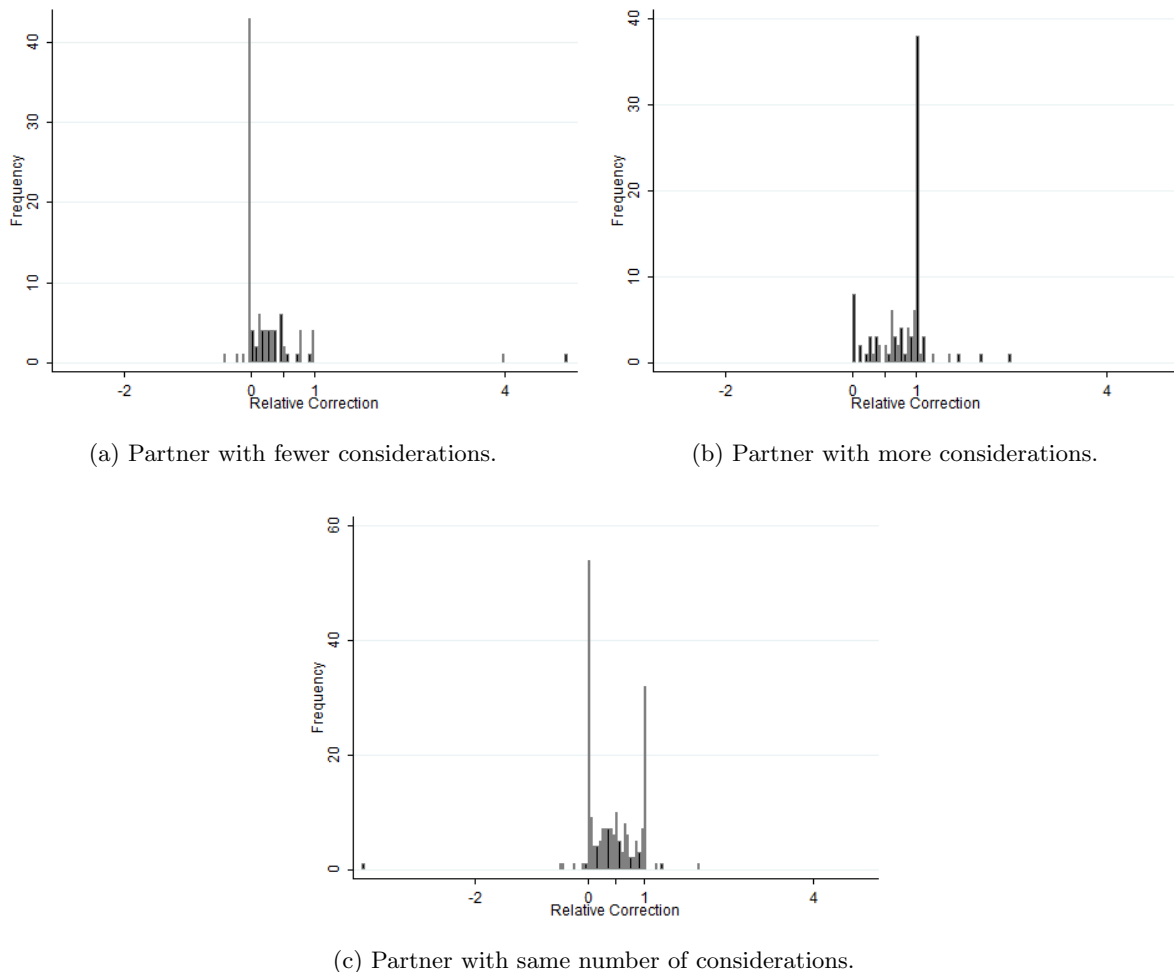 40
30
20
10
0
Frequency
-2 0 1 4
Relative Correction
(a) Partner with fewer considerations.
40
30
20
10
0
Frequency
-2 0 1 4
Relative Correction
(b) Partner with more considerations.
60
40
20
0
Frequency
-2 0 1 4
Relative Correction
(c) Partner with same number of considerations.